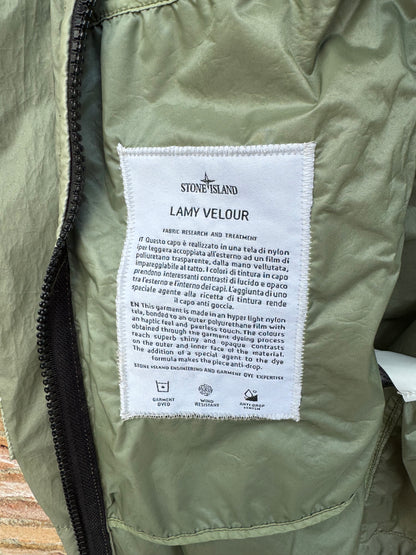 STONE ISLAND
LAMY VELOUR
FABRIC RESEARCH AND TREATMENT
IT Questo capo è realizzato in una tela di nylon
iper leggera accoppiata all'esterno ad un film di
poliuretano trasparente, dalla mano vellutata,
impareggiabile al tatto. I colori di tintura in capo
prendono interessanti contrasti di lucido e opaco
tra l'esterno e l'interno dei capi. L'aggiunta di uno
speciale agente alla ricetta di tintura rende
il capo anti goccia.
EN This garment is made in an hyper light nylon
tela, bonded to an outer polyurethane film with
an haptic feel and peerless touch. The colours
obtained through the garment dyeing process
reach superb shiny and opaque contrasts
on the outer and inner face of the material.
The addition of a special agent to the dye
formula makes the piece anti-drop.
STONE ISLAND ENGINEERING AND GARMENT DYE EXPERTISE
GARMENT DYED
WIND RESISTANT
ANTI DROP